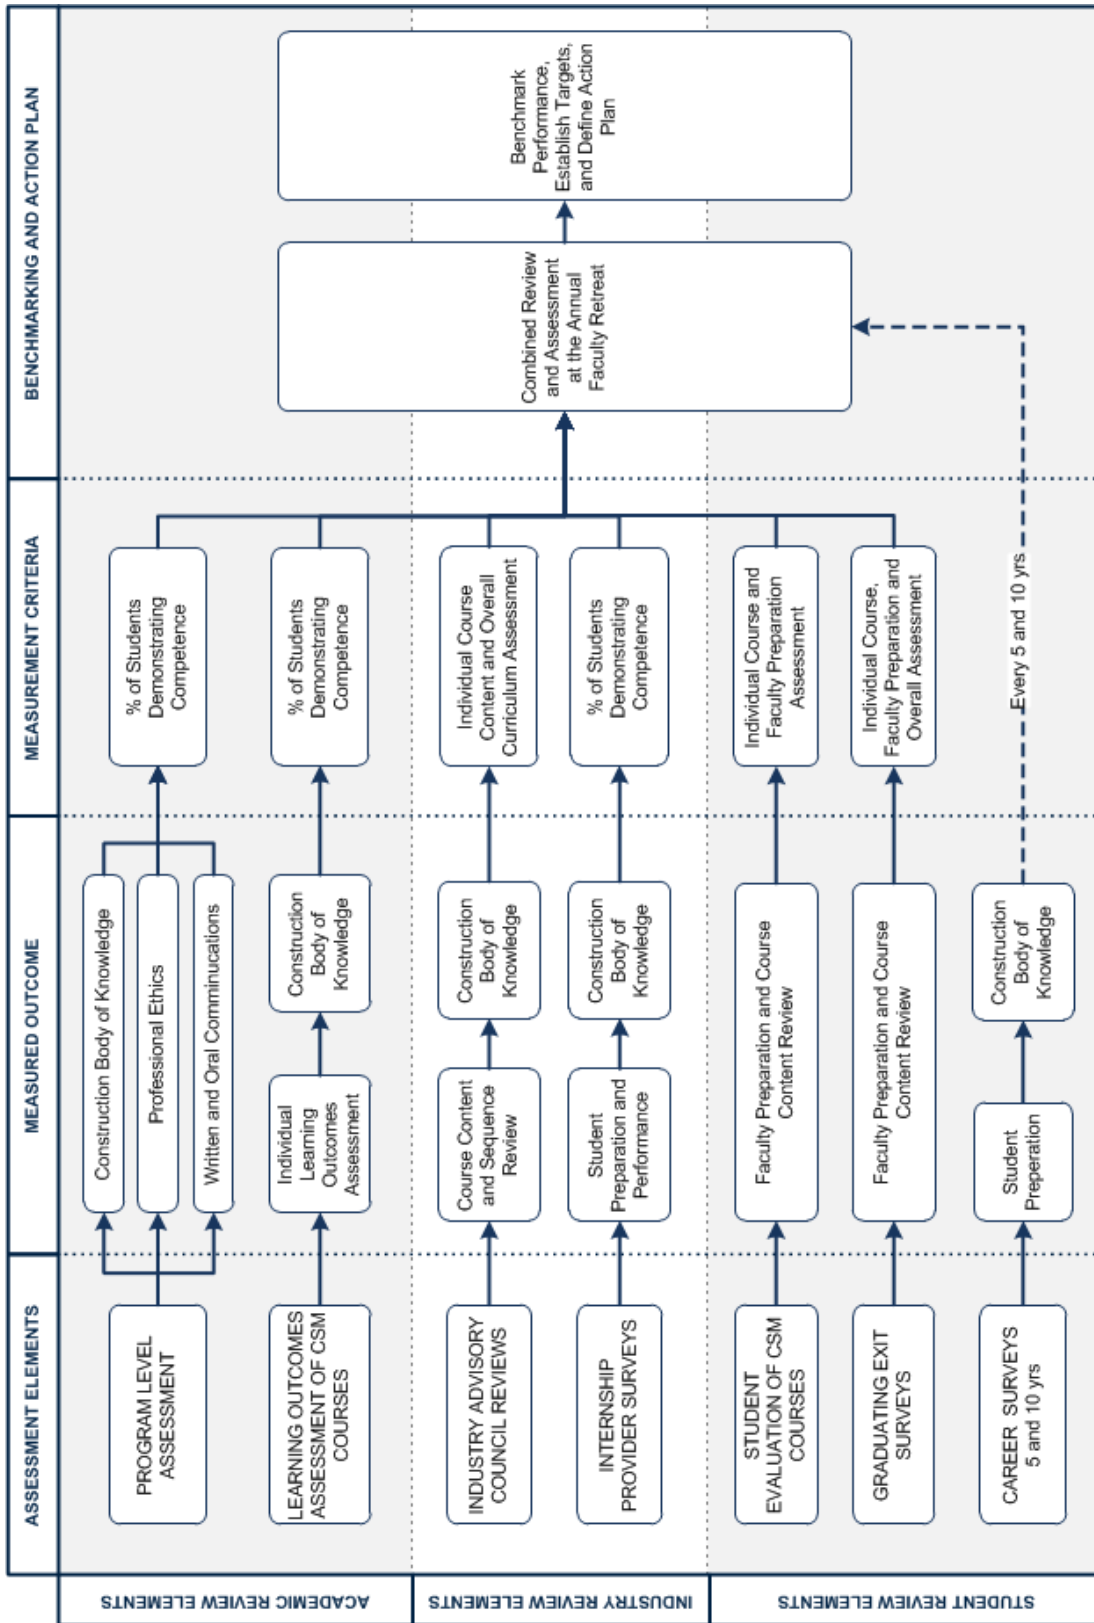 ASSESSMENT ELEMENTS
MEASURED OUTCOME
MEASUREMENT CRITERIA
BENCHMARKING AND ACTION PLAN
ACADEMIC REVIEW ELEMENTS
PROGRAM LEVEL
ASSESSMENT
Construction Body of Knowledge
Professional Ethics
Written and Oral Comminucations
% of Students
Demonstrating
Competence
LEARNING OUTCOMES
ASSESSMENT OF CSM
COURSES
Individual
Learning
Outcomes
Assessment
Construction
Body of
Knowledge
% of Students
Demonstrating
Competence
INDUSTRY REVIEW ELEMENTS
INDUSTRY ADVISORY
COUNCIL REVIEWS
Course Content
and Sequence
Review
Construction
Body of
Knowledge
Individual Course
Content and Overall
Curriculum Assessment
INTERNSHIP
PROVIDER SURVEYS
Student
Preparation and
Performance
Construction
Body of
Knowledge
% of Students
Demonstrating
Competence
STUDENT REVIEW ELEMENTS
STUDENT
EVALUATION OF CSM
COURSES
Faculty Preparation and Course
Content Review
Individual Course and
Faculty Preparation
Assessment
GRADUATING EXIT
SURVEYS
Faculty Preparation and Course
Content Review
Individual Course,
Faculty Preparation and
Overall Assessment
CAREER SURVEYS
5 and 10 yrs
Student
Preperation
Construction
Body of
Knowledge
Every 5 and 10 yrs
Combined Review
and Assessment
at the Annual
Faculty Retreat
Benchmark
Performance,
Establish Targets,
and Define Action
Plan